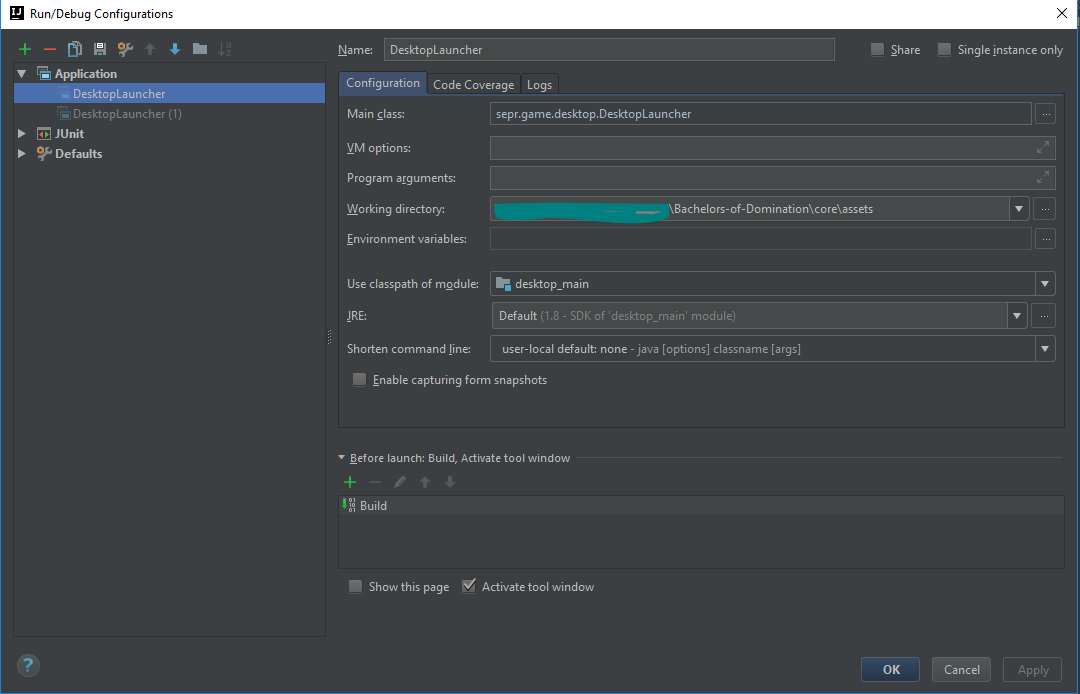 Run/Debug Configurations
Name: DesktopLauncher Share Single instance only
Application
DesktopLauncher
DesktopLauncher (1)
JUnit
Defaults
Configuration Code Coverage Logs
Main class: sepr.game.desktop.DesktopLauncher ...
VM options:
Program arguments:
Working directory: \Bachelors-of-Domination\core\assets ...
Environment variables: ...
Use classpath of module: desktop_main
JRE: Default (1.8 - SDK of 'desktop_main' module) ...
Shorten command line: user-local default: none - java [options] classname [args]
Enable capturing form snapshots
Before launch: Build, Activate tool window
Build
Show this page Activate tool window
? OK Cancel Apply